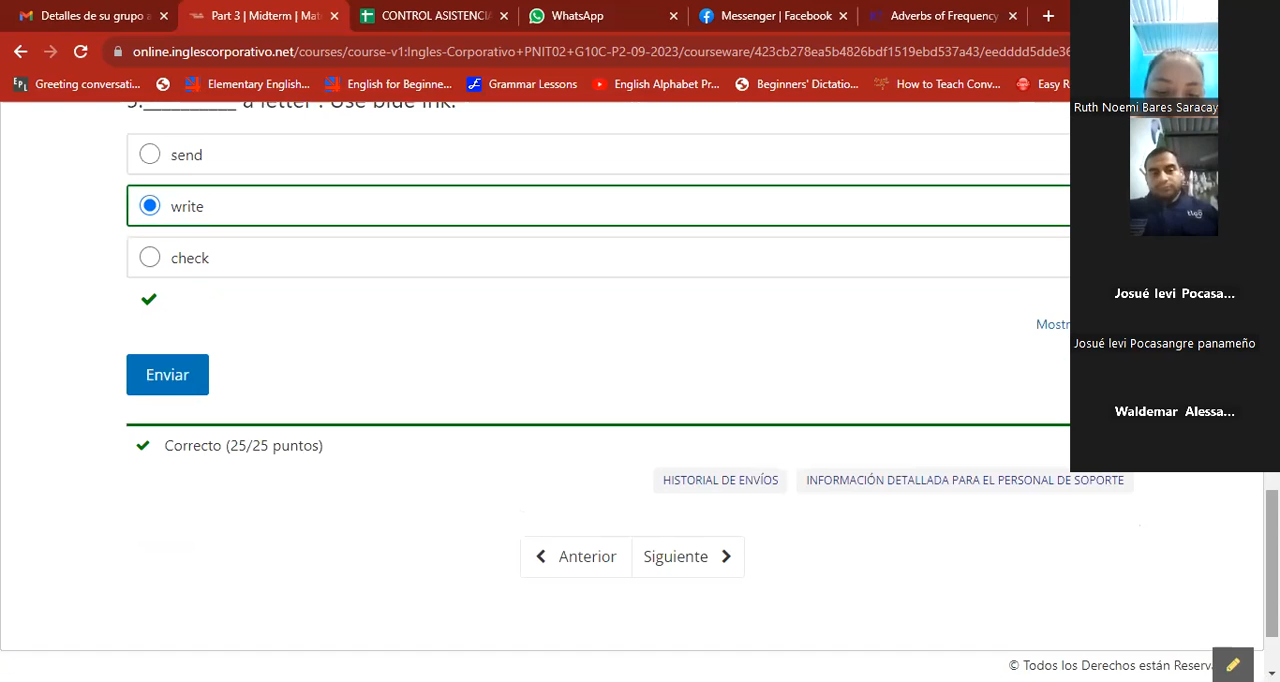 Detalles de su grupo a
Part 3 | Midterm | Mat
CONTROL ASISTENCIA
WhatsApp
Messenger | Facebook
Adverbs of Frequency
online.inglescorporativo.net/courses/course-v1:Ingles-Corporativo+PNIT02+G10C-P2-09-2023/courseware/423cb278ea5b4826bdf1519ebd537a43/eedddd5dde36
Greeting conversati...
Elementary English...
English for Beginne...
Grammar Lessons
English Alphabet Pr...
Beginners' Dictatio...
How to Teach Conv...
Easy R
a letter . Use blue ink.
send
write
check
Mostr
Enviar
Correcto (25/25 puntos)
HISTORIAL DE ENVÍOS
INFORMACIÓN DETALLADA PARA EL PERSONAL DE SOPORTE
Anterior
Siguiente
© Todos los Derechos están Reserv
Ruth Noemi Bares Saracay
tigo
Josué levi Pocasa...
Josué levi Pocasangre panameño
Waldemar Alessa...